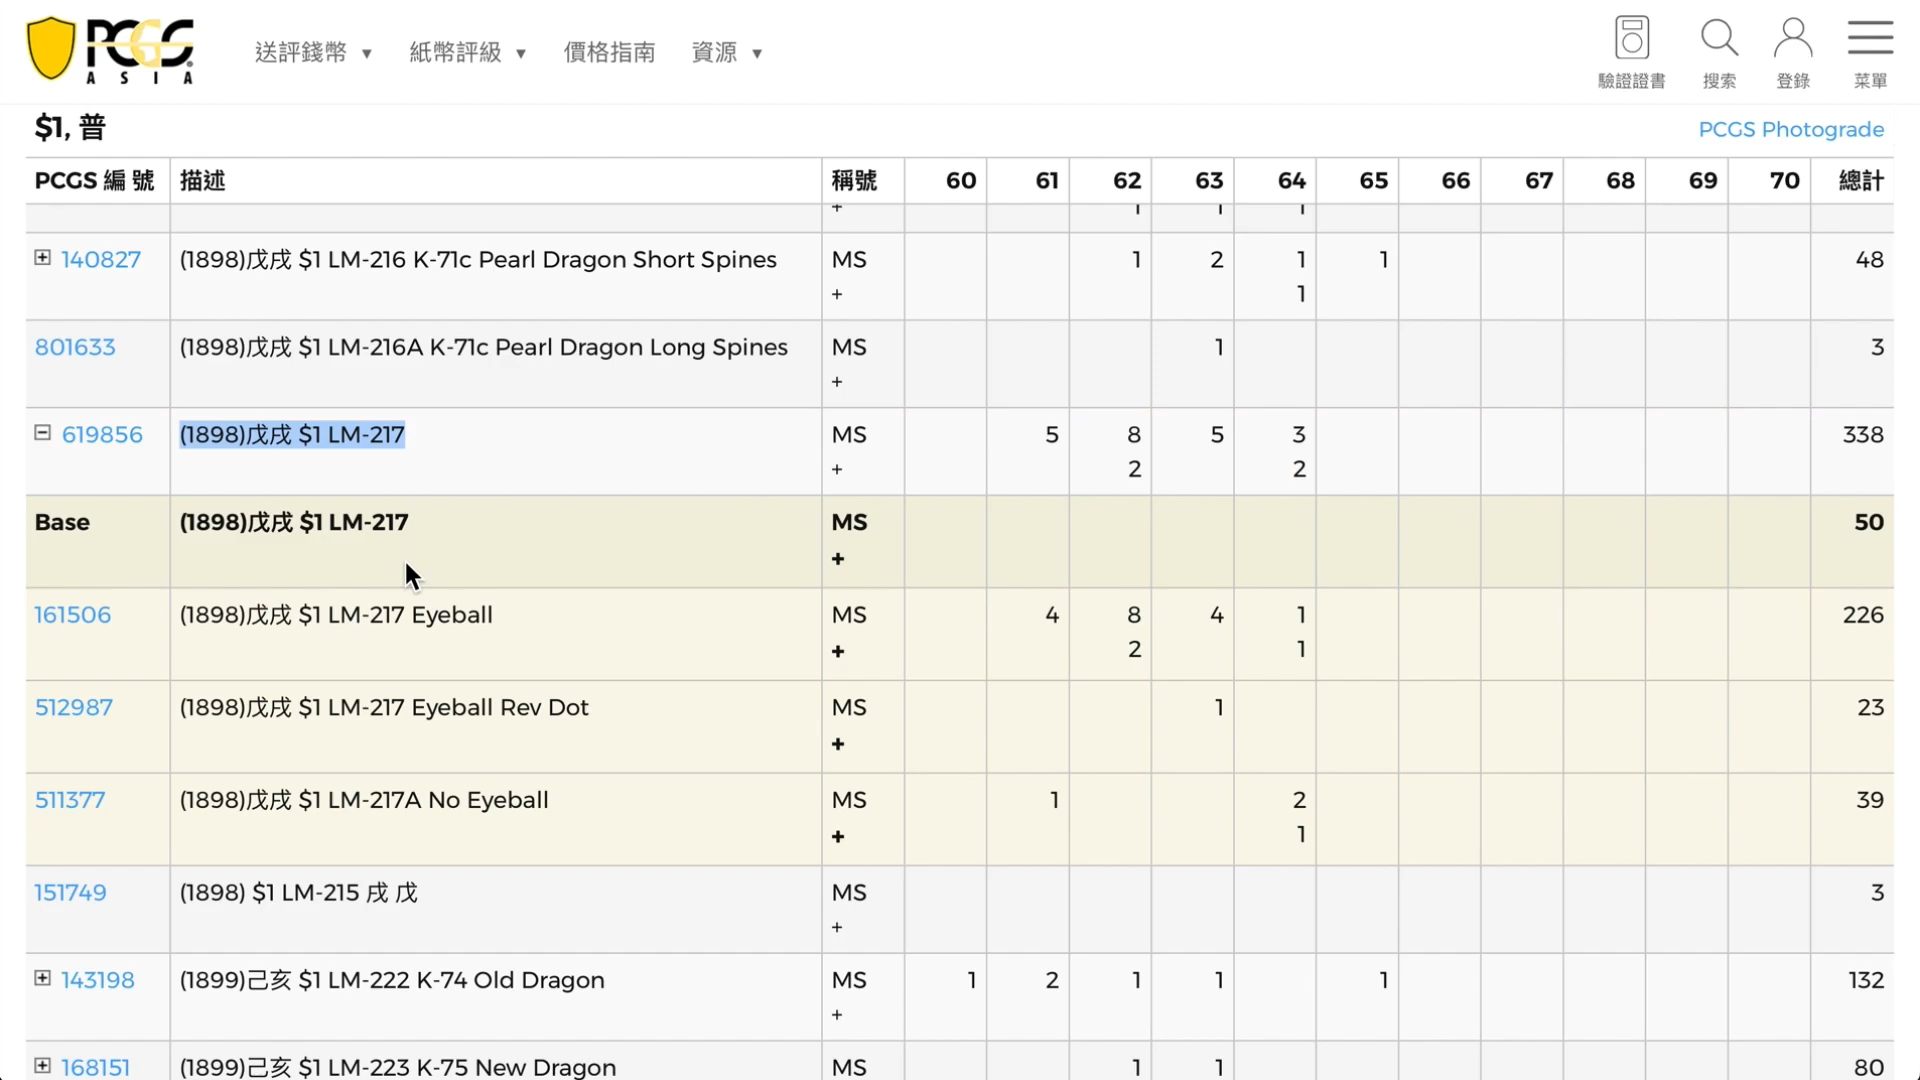 PCGS ASIA 送評錢幣 ▼ 紙幣評級 ▼ 價格指南 資源 ▼ 驗證證書 搜索 登錄 菜單
$1, 普 PCGS Photograde
PCGS 編號 描述 稱號 60 61 62 63 64 65 66 67 68 69 70 總計
+ 1 1 1
140827 (1898)戊戌 $1 LM-216 K-71c Pearl Dragon Short Spines MS 1 2 1 1 48
+ 1
801633 (1898)戊戌 $1 LM-216A K-71c Pearl Dragon Long Spines MS 1 3
+
619856 (1898)戊戌 $1 LM-217 MS 5 8 5 3 338
+ 2 2
Base (1898)戊戌 $1 LM-217 MS 50
+
161506 (1898)戊戌 $1 LM-217 Eyeball MS 4 8 4 1 226
+ 2 1
512987 (1898)戊戌 $1 LM-217 Eyeball Rev Dot MS 1 23
+
511377 (1898)戊戌 $1 LM-217A No Eyeball MS 1 2 39
+ 1
151749 (1898) $1 LM-215 戌 戊 MS 3
+
143198 (1899)己亥 $1 LM-222 K-74 Old Dragon MS 1 2 1 1 1 132
+
168151 (1899)己亥 $1 LM-223 K-75 New Dragon MS 1 1 80